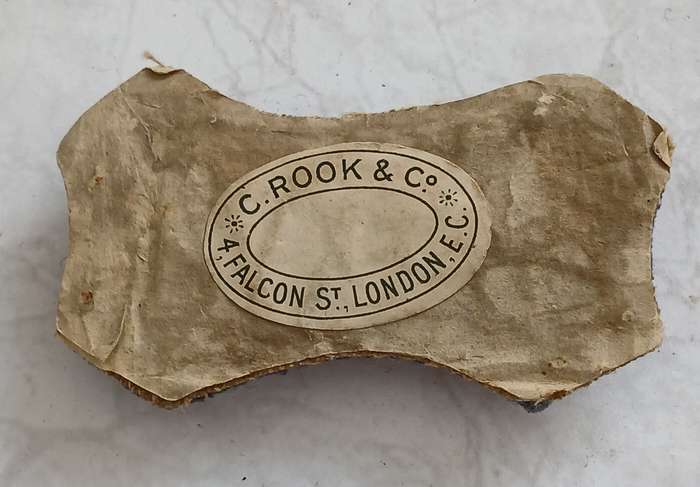 C. ROOK & Cº
4, FALCON ST., LONDON, E.C.